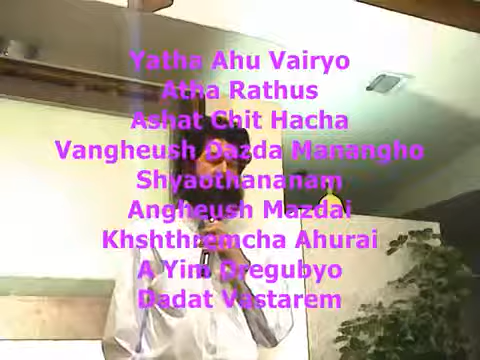 Yatha Ahu Vairyo
Atha Rathus
Ashat Chit Hacha
Vangheush Dazda Manangho
Shyaothananam
Angheush Mazdai
Khshthremcha Ahurai
A Yim Dregubyo
Dadat Vastarem